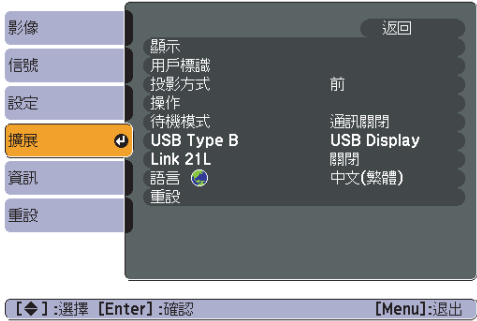 影像
信號
設定
擴展
資訊
重設
返回
顯示
用戶標識
投影方式 前
操作
待機模式 通訊關閉
USB Type B USB Display
Link 21L 關閉
語言 中文(繁體)
重設
[◆]:選擇 [Enter]:確認 [Menu]:退出